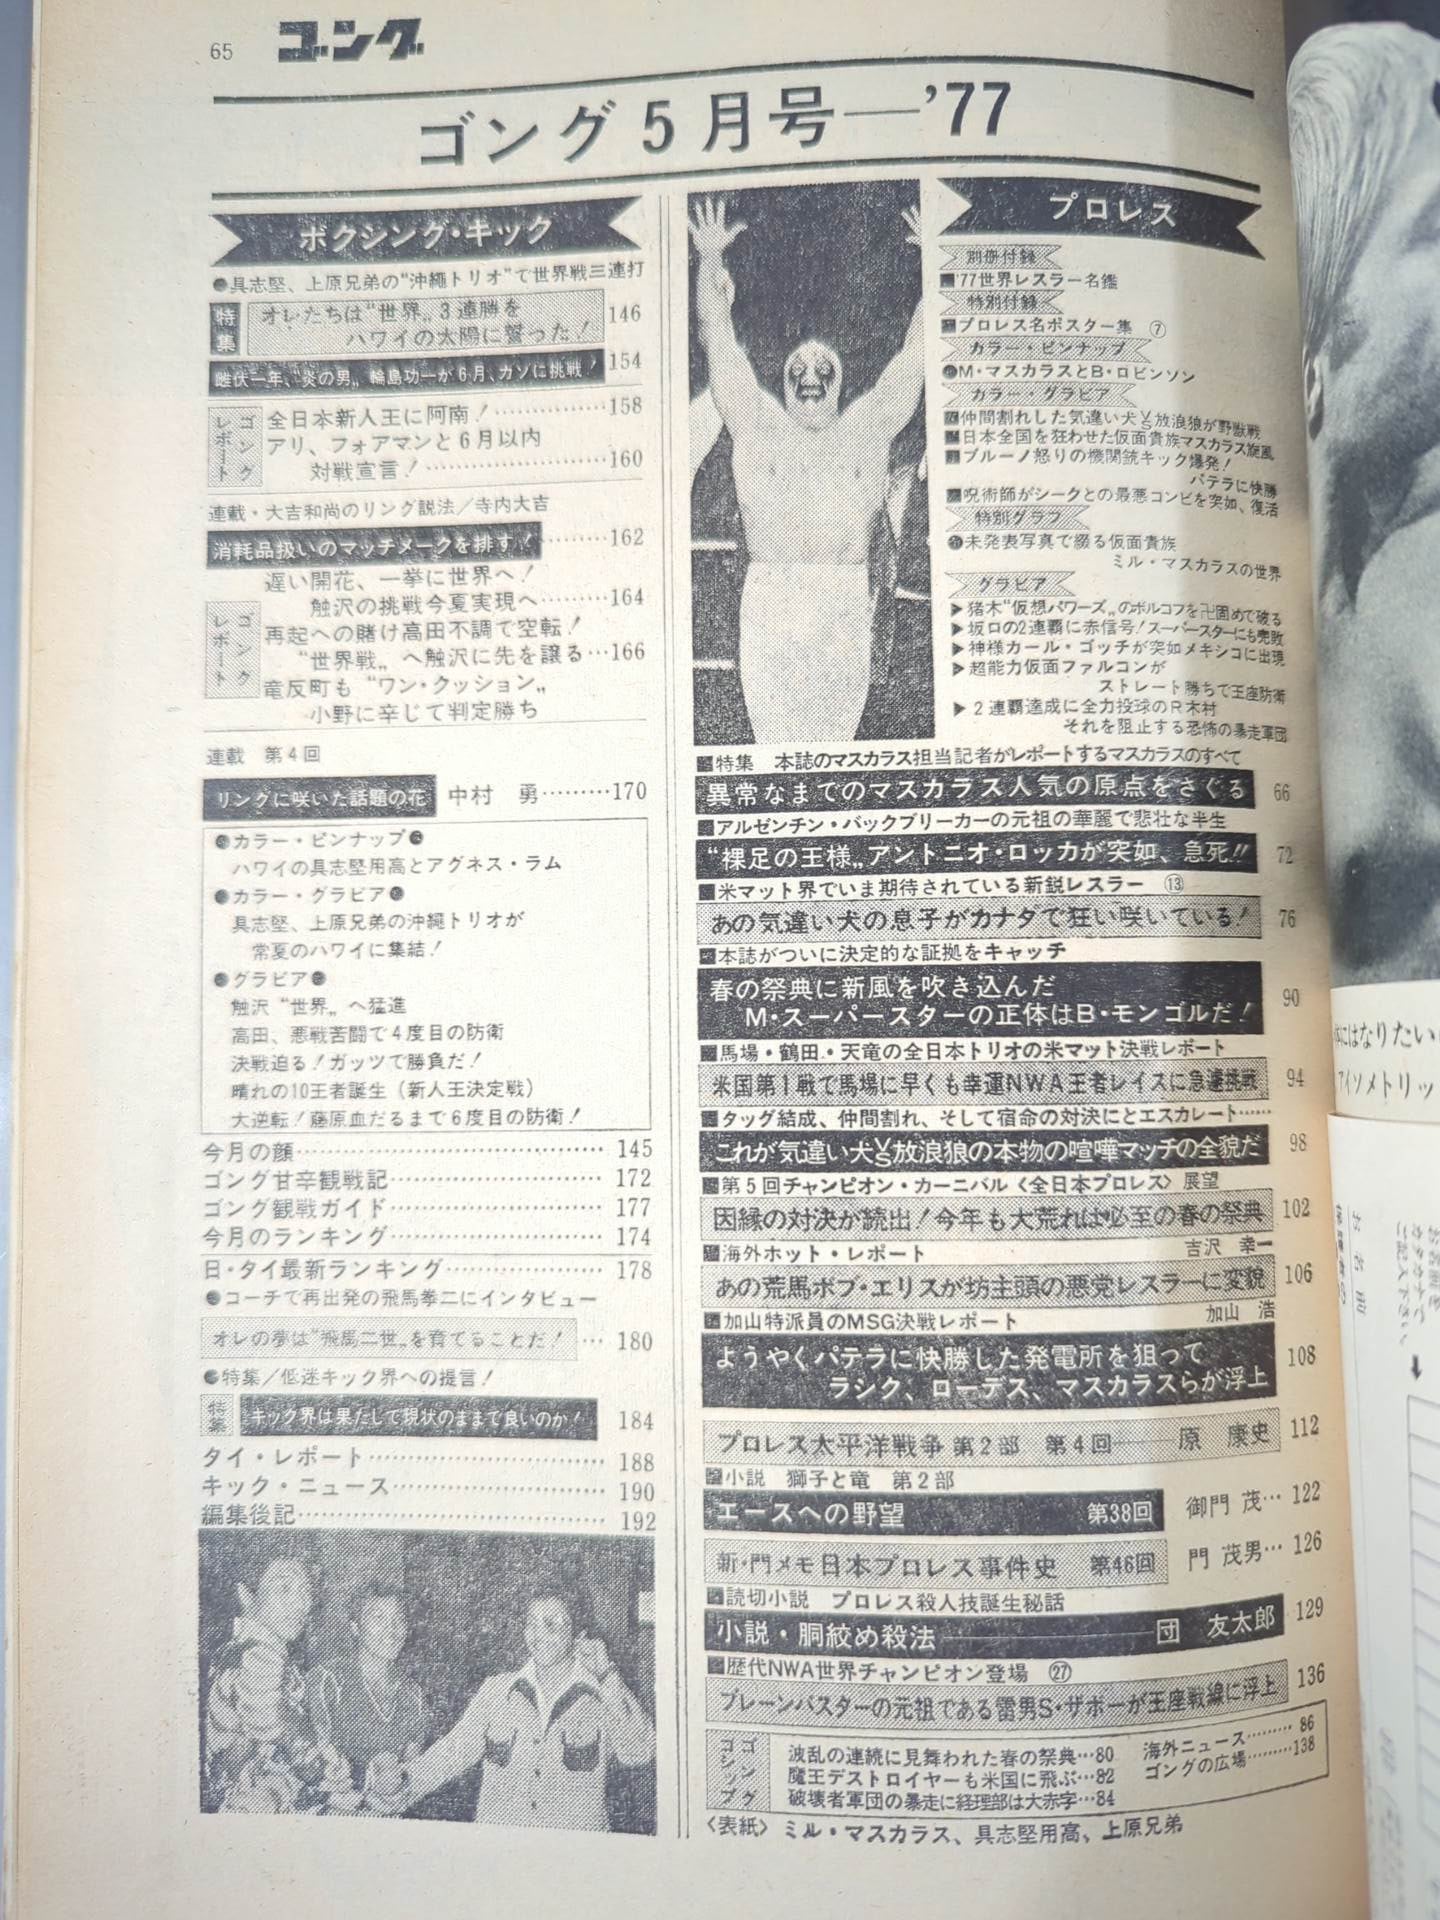 65
ゴング
ゴング5月号—'77
ボクシング・キック
●具志堅、上原兄弟の“沖縄トリオ”で世界戦三連打
特集
オレたちは“世界„3連勝を
ハワイの太陽に誓った! 146
雌伏一年、“炎の男„輪島功一が6月、ガソに挑戦! 154
ゴングレポート
全日本新人王に阿南!……………158
アリ、フォアマンと6月以内
対戦宣言!………………………160
連載・大吉和尚のリング説法/寺内大吉
消耗品扱いのマッチメークを排す!………162
ゴングレポート
遅い開花、一挙に世界へ!
触沢の挑戦今夏実現へ………164
再起への賭け高田不調で空転!
“世界戦„へ触沢に先を譲る…166
竜反町も“ワン・クッション„
小野に辛じて判定勝ち
連載 第4回
リングに咲いた話題の花 中村 勇………170
●カラー・ピンナップ●
ハワイの具志堅用高とアグネス・ラム
●カラー・グラビア●
具志堅、上原兄弟の沖縄トリオが
常夏のハワイに集結!
●グラビア●
触沢“世界„へ猛進
高田、悪戦苦闘で4度目の防衛
決戦迫る!ガッツで勝負だ!
晴れの10王者誕生(新人王決定戦)
大逆転!藤原血だるまで6度目の防衛!
今月の顔………………………………145
ゴング甘辛観戦記……………………172
ゴング観戦ガイド……………………177
今月のランキング……………………174
日・タイ最新ランキング………………178
●コーチで再出発の飛馬拳二にインタビュー
オレの夢は“飛馬二世„を育てることだ!…180
●特集/低迷キック界への提言!
特集
キック界は果たして現状のままで良いのか! 184
タイ・レポート………………………188
キック・ニュース……………………190
編集後記………………………………192
プロレス
別冊付録
■'77世界レスラー名鑑
特別付録
■プロレス名ポスター集 ⑦
カラー・ピンナップ
●M・マスカラスとB・ロビンソン
カラー・グラビア
■仲間割れした気違い犬VS放浪狼が野獣戦
■日本全国を狂わせた仮面貴族マスカラス旋風
■ブルーノ怒りの機関銃キック爆発!
パテラに快勝
■呪術師がシークとの最悪コンビを突如、復活
特別グラフ
●未発表写真で綴る仮面貴族
ミル・マスカラスの世界
グラビア
▶猪木“仮想パワーズ„のボルコフを卍固めで破る
▶坂口の2連覇に赤信号!スーパースターにも完敗
▶神様カール・ゴッチが突如メキシコに出現
▶超能力仮面ファルコンが
ストレート勝ちで王座防衛
▶2連覇達成に全力投球のR木村
それを阻止する恐怖の暴走軍団
■特集 本誌のマスカラス担当記者がレポートするマスカラスのすべて
異常なまでのマスカラス人気の原点をさぐる 66
■アルゼンチン・バックブリーカーの元祖の華麗で悲壮な半生
“裸足の王様„アントニオ・ロッカが突如、急死!! 72
■米マット界でいま期待されている新鋭レスラー ⑬
あの気違い犬の息子がカナダで狂い咲いている! 76
■本誌がついに決定的な証拠をキャッチ
春の祭典に新風を吹き込んだ
M・スーパースターの正体はB・モンゴルだ! 90
■馬場・鶴田・天竜の全日本トリオの米マット決戦レポート
米国第1戦で馬場に早くも幸運NWA王者レイスに急遽挑戦 94
■タッグ結成、仲間割れ、そして宿命の対決にとエスカレート……
これが気違い犬VS放浪狼の本物の喧嘩マッチの全貌だ 98
■第5回チャンピオン・カーニバル〈全日本プロレス〉展望
因縁の対決が続出!今年も大荒れは必至の春の祭典 102
■海外ホット・レポート 吉沢 幸一
あの荒馬ボブ・エリスが坊主頭の悪党レスラーに変貌 106
■加山特派員のMSG決戦レポート 加山 浩
ようやくパテラに快勝した発電所を狙って
ラシク、ローデス、マスカラスらが浮上 108
プロレス太平洋戦争 第2部 第4回——原 康史 112
■小説 獅子と竜 第2部
エースへの野望 第38回 御門 茂…122
新・門メモ日本プロレス事件史 第46回 門 茂男…126
■読切小説 プロレス殺人技誕生秘話
小説・胴絞め殺法————団 友太郎 129
■歴代NWA世界チャンピオン登場 ㉗
ブレーンバスターの元祖である雷男S・ザボーが王座戦線に浮上 136
ゴングゴシップ
波乱の連続に見舞われた春の祭典…80
魔王デストロイヤーも米国に飛ぶ…82
破壊者軍団の暴走に経理部は大赤字…84
海外ニュース………86
ゴングの広場………138
〈表紙〉ミル・マスカラス、具志堅用高、上原兄弟
にはなりたい
アイソメトリッ
お名前